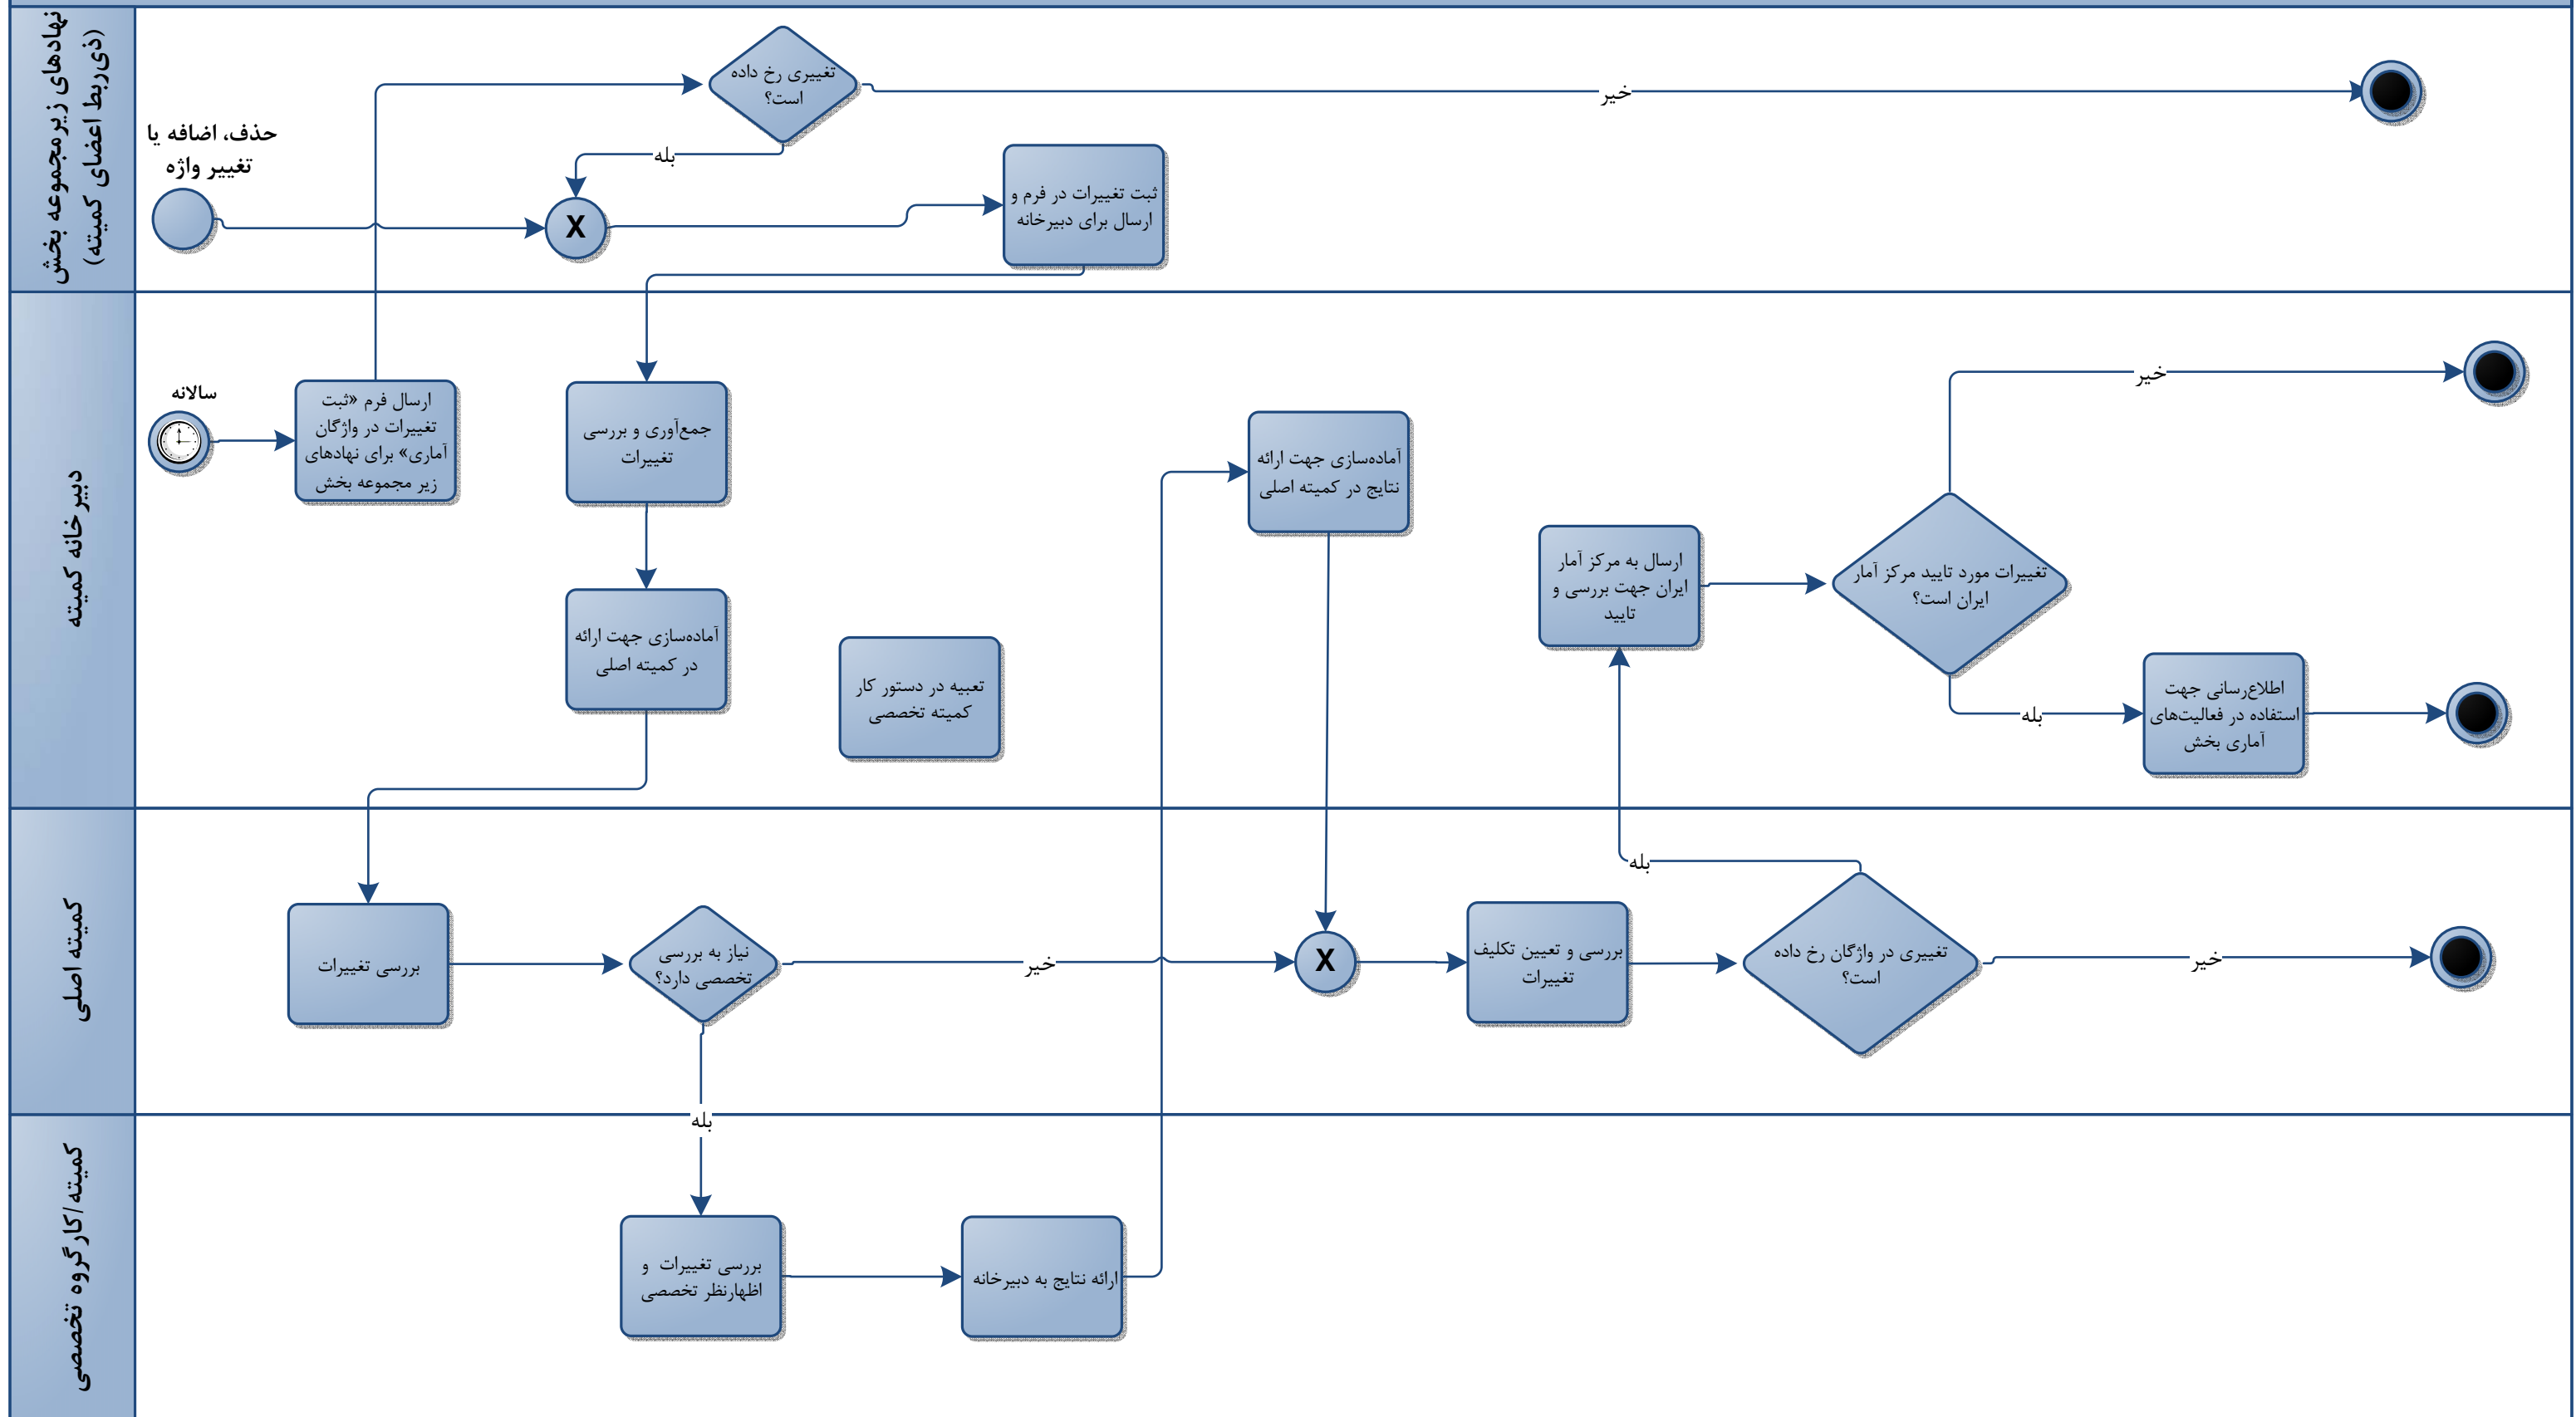 نهادهای زیرمجموعه بخش
(ذی‌ربط اعضای کمیته)
تغییری رخ داده
است؟
خیر
بله
حذف، اضافه یا
تغییر واژه
X
ثبت تغییرات در فرم و
ارسال برای دبیرخانه
دبیرخانه کمیته
سالانه
ارسال فرم «ثبت
تغییرات در واژگان
آماری» برای نهادهای
زیر مجموعه بخش
جمع‌آوری و بررسی
تغییرات
آماده‌سازی جهت ارائه
در کمیته اصلی
تعبیه در دستور کار
کمیته تخصصی
آماده‌سازی جهت ارائه
نتایج در کمیته اصلی
ارسال به مرکز آمار
ایران جهت بررسی و
تایید
تغییرات مورد تایید مرکز آمار
ایران است؟
خیر
بله
اطلاع‌رسانی جهت
استفاده در فعالیت‌های
آماری بخش
کمیته اصلی
بررسی تغییرات
نیاز به بررسی
تخصصی دارد؟
خیر
بله
X
بررسی و تعیین تکلیف
تغییرات
تغییری در واژگان رخ داده
است؟
بله
خیر
کمیته/کارگروه تخصصی
بررسی تغییرات و
اظهارنظر تخصصی
ارائه نتایج به دبیرخانه